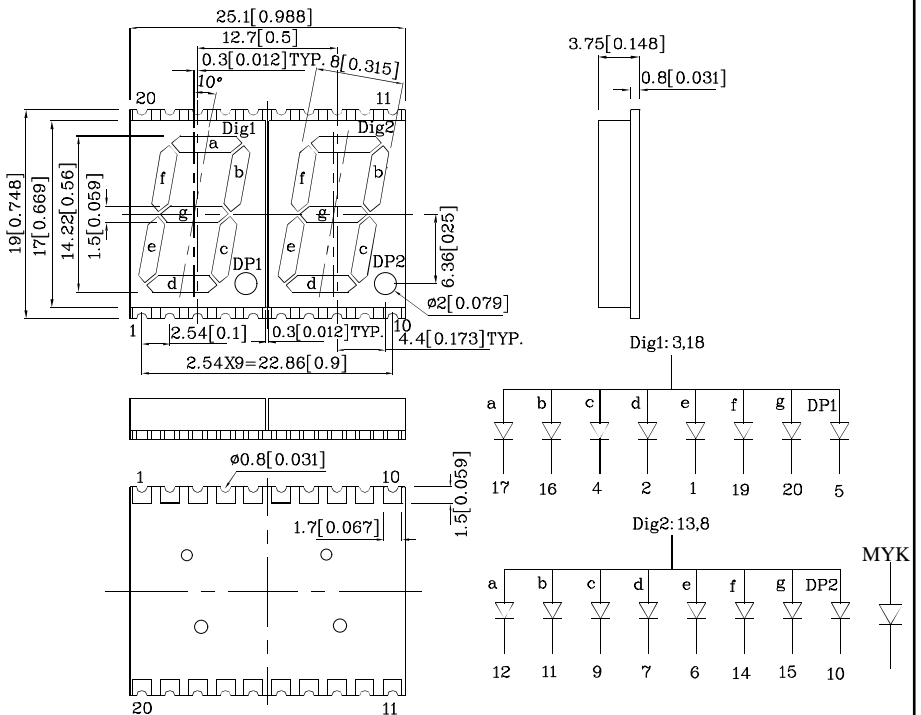 25.1[0.988]
12.7[0.5]
0.3[0.012]TYP.
8[0.315]
10°
20
11
Dig1
Dig2
a
b
f
g
e
c
d
DP1
a
b
f
g
e
c
d
DP2
19[0.748]
17[0.669]
14.22[0.56]
1.5[0.059]
6.36[025]
ø2[0.079]
1
2.54[0.1]
0.3[0.012]TYP.
10
4.4[0.173]TYP.
2.54X9=22.86[0.9]
3.75[0.148]
0.8[0.031]
ø0.8[0.031]
1
10
1.5[0.059]
1.7[0.067]
20
11
Dig1:3,18
a b c d e f g DP1
17 16 4 2 1 19 20 5
Dig2:13,8
MYK
a b c d e f g DP2
12 11 9 7 6 14 15 10